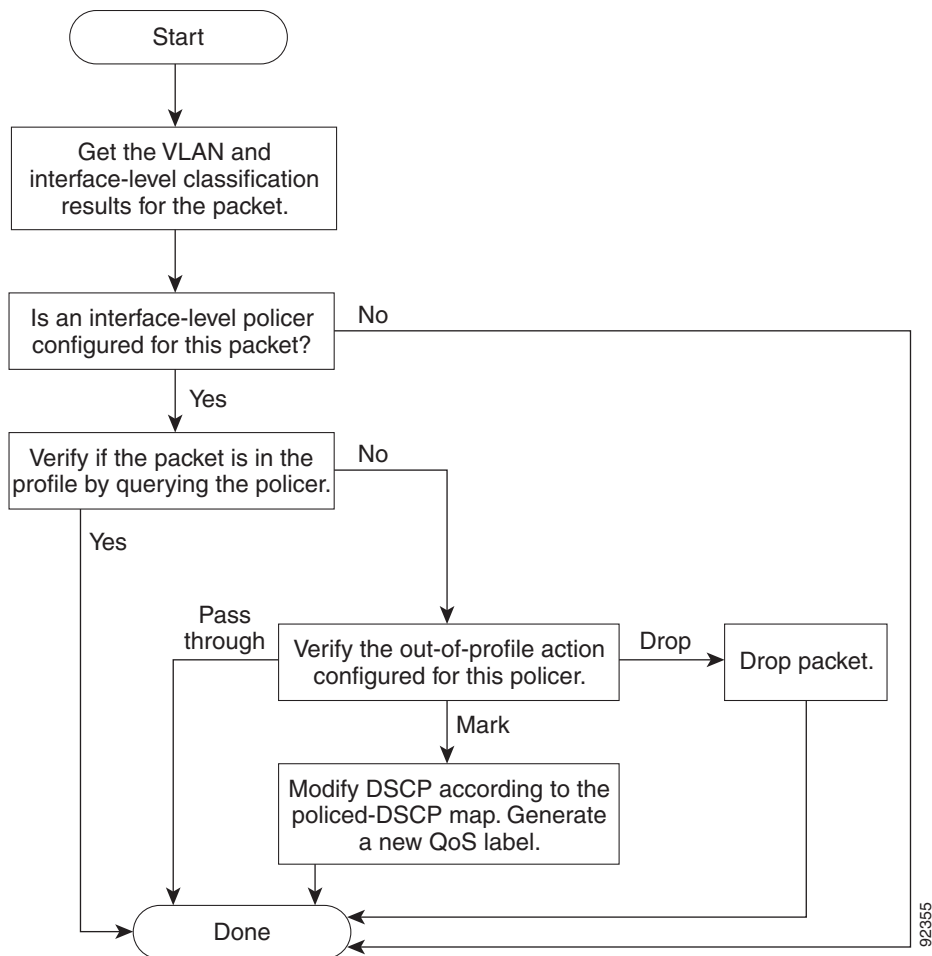 Start
Get the VLAN and
interface-level classification
results for the packet.
Is an interface-level policer
configured for this packet?
No
Yes
Verify if the packet is in the
profile by querying the policer.
No
Yes
Pass
through
Verify the out-of-profile action
configured for this policer.
Drop
Drop packet.
Mark
Modify DSCP according to the
policed-DSCP map. Generate
a new QoS label.
Done
92355